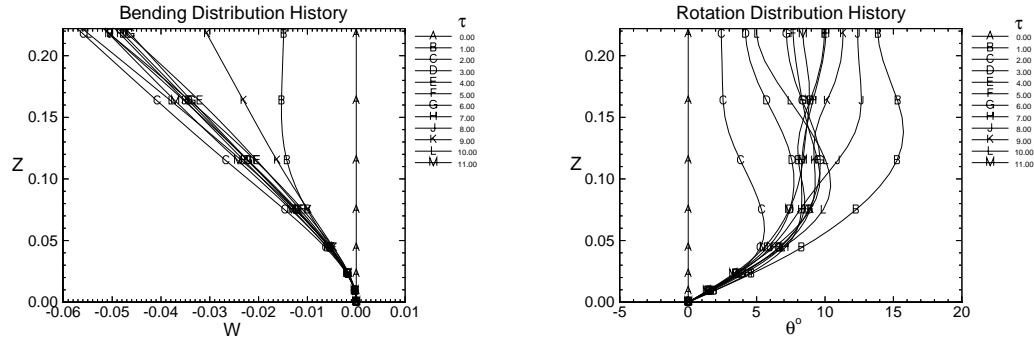 Bending Distribution History
Z
0.20
0.15
0.10
0.05
0.00
-0.06 -0.05 -0.04 -0.03 -0.02 -0.01 0.00 0.01
W
τ
A 0.00
B 1.00
C 2.00
D 3.00
E 4.00
F 5.00
G 6.00
H 7.00
J 8.00
K 9.00
L 10.00
M 11.00
Rotation Distribution History
Z
0.20
0.15
0.10
0.05
0.00
-5 0 5 10 15 20
θ°
τ
A 0.00
B 1.00
C 2.00
D 3.00
E 4.00
F 5.00
G 6.00
H 7.00
J 8.00
K 9.00
L 10.00
M 11.00